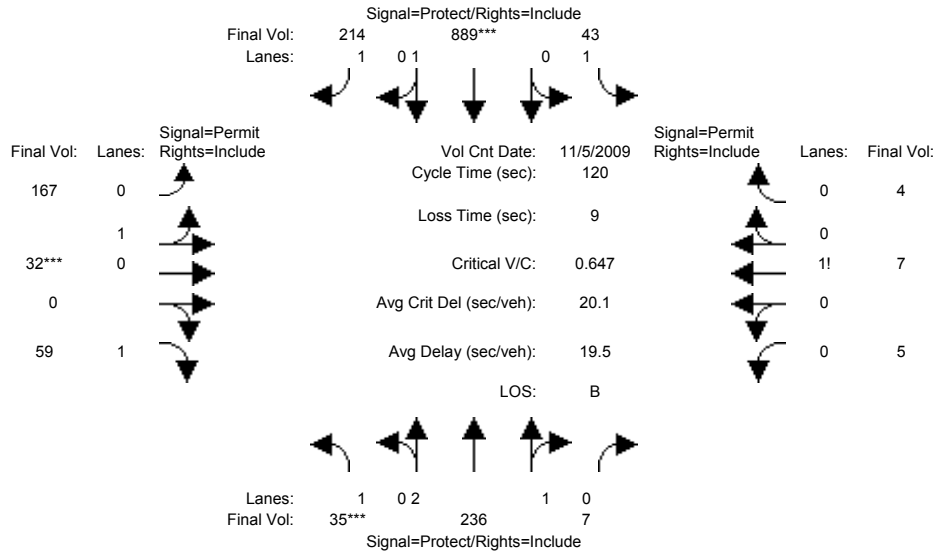 Signal=Protect/Rights=Include
Final Vol: 214 889*** 43
Lanes: 1 0 1 0 1
Signal=Permit Signal=Permit
Final Vol: Lanes: Rights=Include Vol Cnt Date: 11/5/2009 Rights=Include Lanes: Final Vol:
Cycle Time (sec): 120
167 0 0 4
Loss Time (sec): 9
1 0
32*** 0 Critical V/C: 0.647 1! 7
0 1 Avg Crit Del (sec/veh): 20.1 0
59 1 Avg Delay (sec/veh): 19.5 0 5
LOS: B
Lanes: 1 0 2 1 0
Final Vol: 35*** 236 7
Signal=Protect/Rights=Include